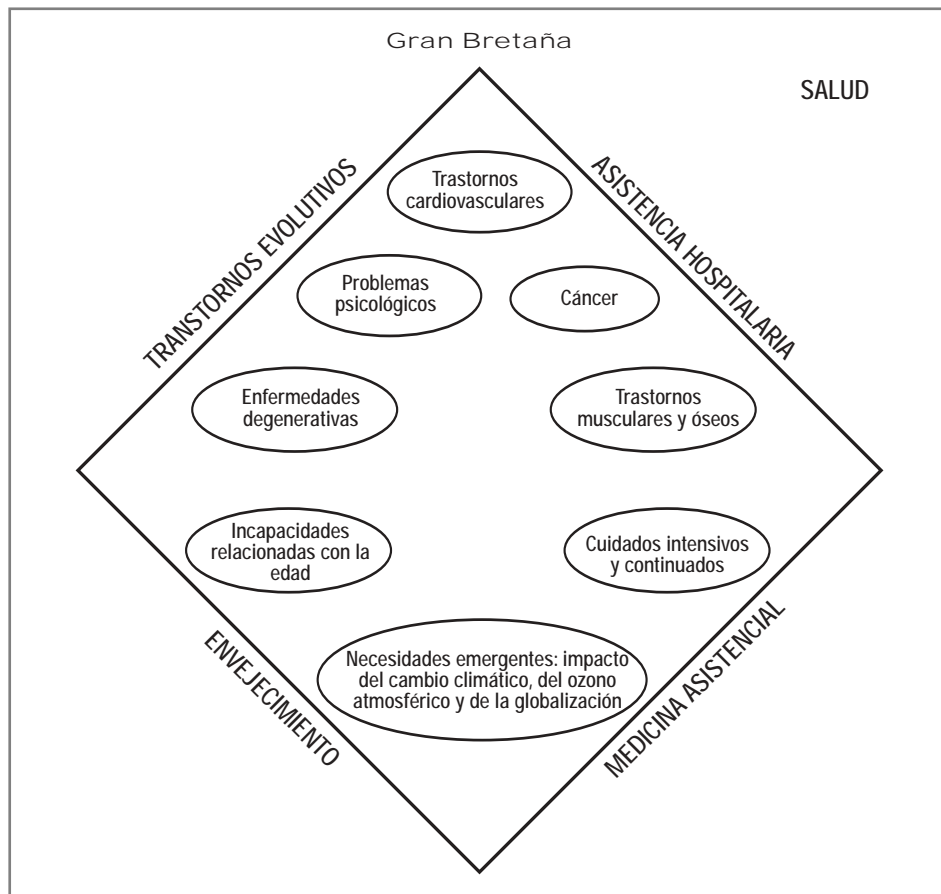 Gran Bretaña
SALUD
TRANSTORNOS EVOLUTIVOS
ASISTENCIA HOSPITALARIA
Trastornos
cardiovasculares
Problemas
psicológicos
Cáncer
Enfermedades
degenerativas
Trastornos
musculares y óseos
Incapacidades
relacionadas con la
edad
Cuidados intensivos
y continuados
Necesidades emergentes: impacto
del cambio climático, del ozono
atmosférico y de la globalización
ENVEJECIMIENTO
MEDICINA ASISTENCIAL